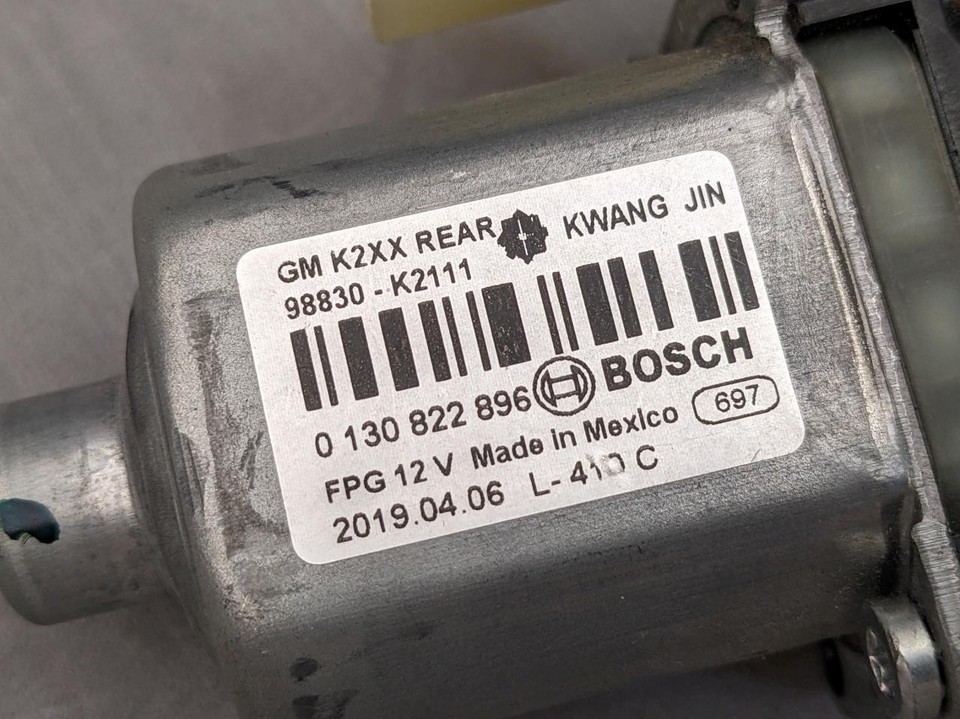 GM K2XX REAR KWANG JIN
98830 - K2111
0 130 822 896 BOSCH
FPG 12 V Made in Mexico 697
2019.04.06 L- C